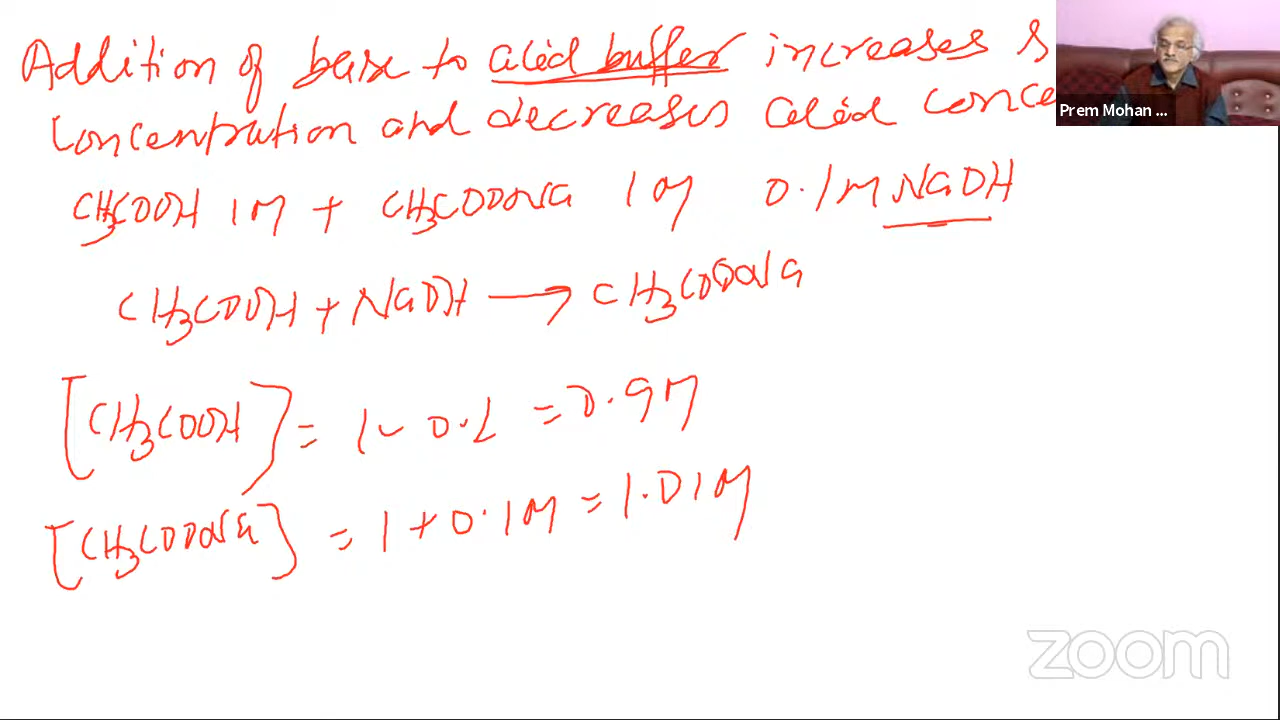 Addition of base to acid buffer increases s
concentration and decreases acid conce
Prem Mohan ...
CH3COOH 1M + CH3COONa 1M 0.1M NaOH
CH3COOH + NaOH → CH3COONa
[CH3COOH] = 1 - 0.1 = 0.9M
[CH3COONa] = 1 + 0.1M = 1.01M
zoom